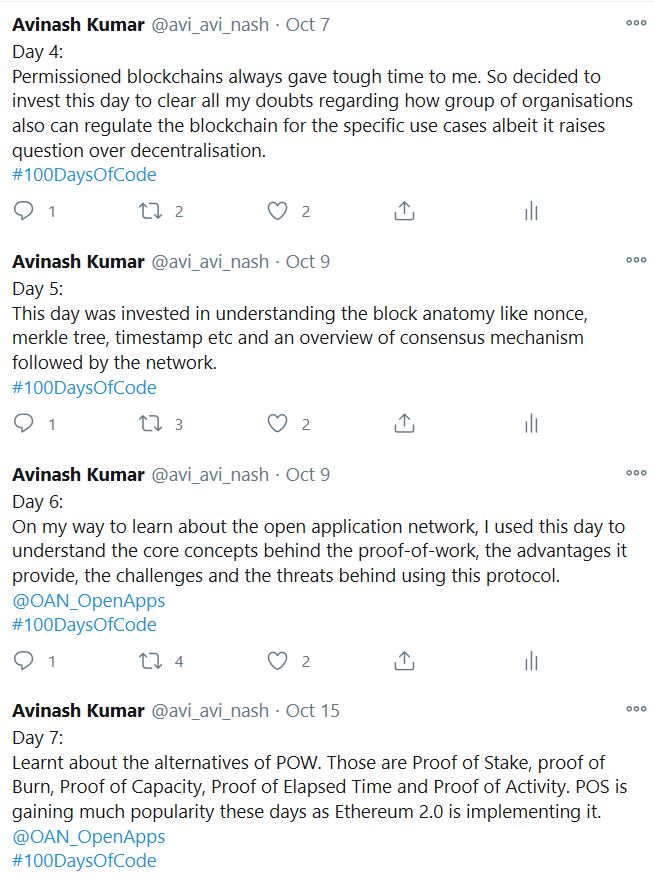 Avinash Kumar @avi_avi_nash · Oct 7
Day 4:
Permissioned blockchains always gave tough time to me. So decided to
invest this day to clear all my doubts regarding how group of organisations
also can regulate the blockchain for the specific use cases albeit it raises
question over decentralisation.
#100DaysOfCode
1 2 2
Avinash Kumar @avi_avi_nash · Oct 9
Day 5:
This day was invested in understanding the block anatomy like nonce,
merkle tree, timestamp etc and an overview of consensus mechanism
followed by the network.
#100DaysOfCode
1 3 2
Avinash Kumar @avi_avi_nash · Oct 9
Day 6:
On my way to learn about the open application network, I used this day to
understand the core concepts behind the proof-of-work, the advantages it
provide, the challenges and the threats behind using this protocol.
@OAN_OpenApps
#100DaysOfCode
1 4 2
Avinash Kumar @avi_avi_nash · Oct 15
Day 7:
Learnt about the alternatives of POW. Those are Proof of Stake, proof of
Burn, Proof of Capacity, Proof of Elapsed Time and Proof of Activity. POS is
gaining much popularity these days as Ethereum 2.0 is implementing it.
@OAN_OpenApps
#100DaysOfCode